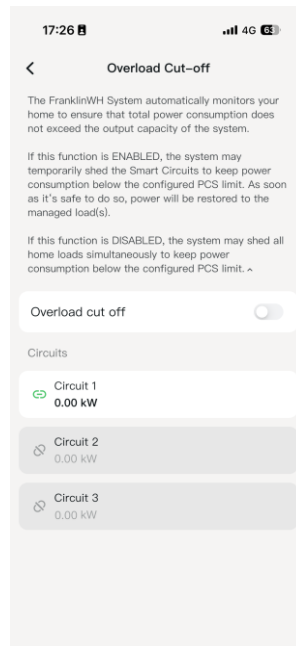 17:26
4G 63
Overload Cut-off
The FranklinWH System automatically monitors your
home to ensure that total power consumption does
not exceed the output capacity of the system.
If this function is ENABLED, the system may
temporarily shed the Smart Circuits to keep power
consumption below the configured PCS limit. As soon
as it's safe to do so, power will be restored to the
managed load(s).
If this function is DISABLED, the system may shed all
home loads simultaneously to keep power
consumption below the configured PCS limit.
Overload cut off
Circuits
Circuit 1
0.00 kW
Circuit 2
0.00 kW
Circuit 3
0.00 kW